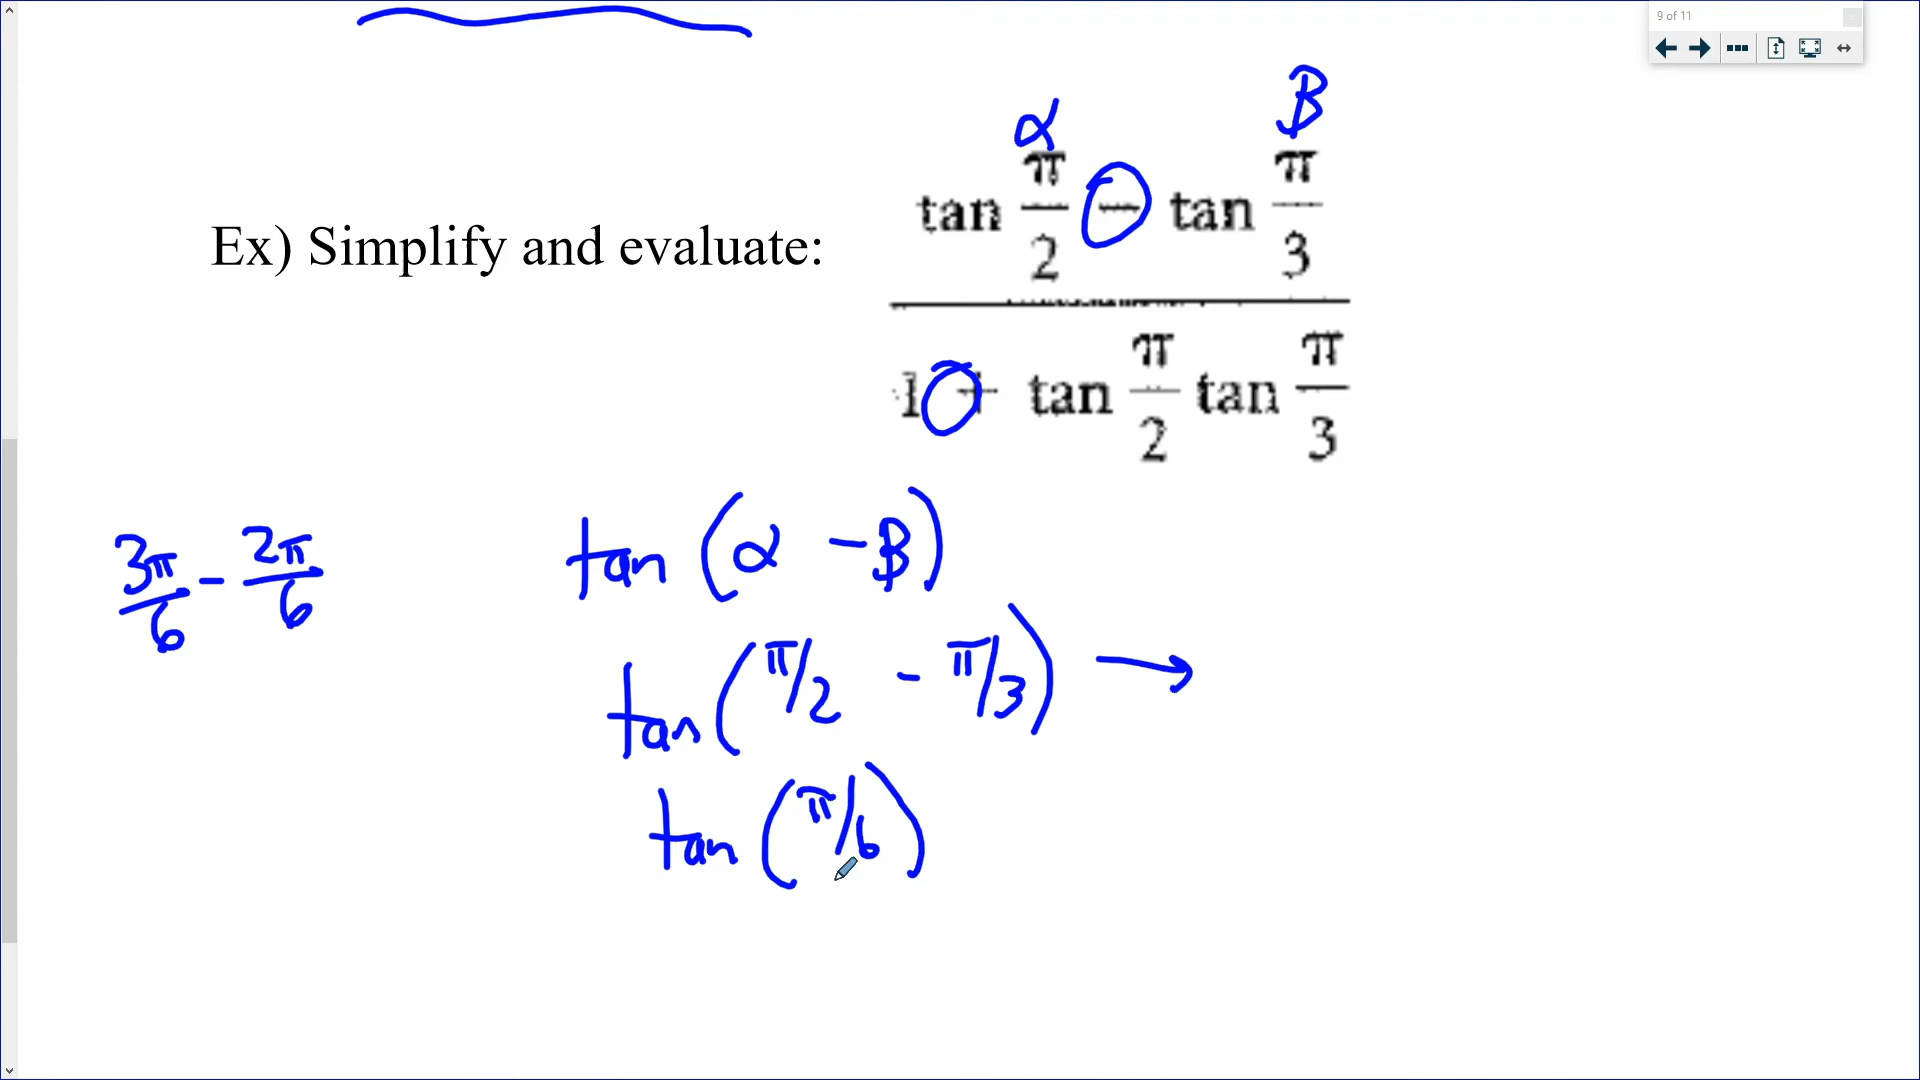 9 of 11
α β
Ex) Simplify and evaluate:
tan π/2 − tan π/3
1 + tan π/2 tan π/3
3π/6 − 2π/6
tan (α − β)
tan (π/2 − π/3) →
tan (π/6)